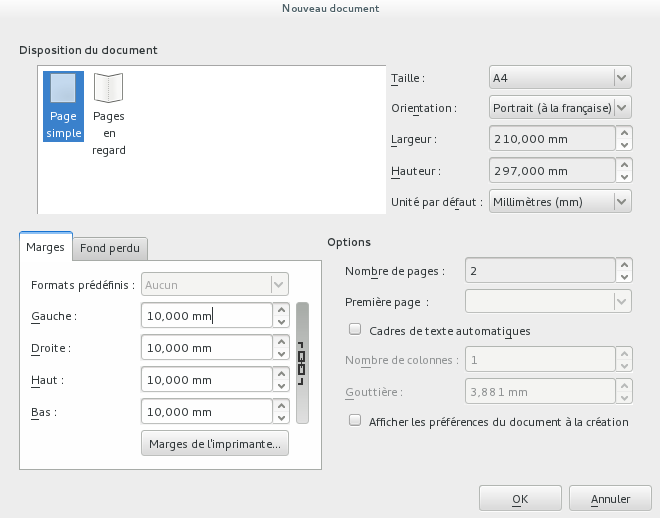 Nouveau document
Disposition du document
Page
simple
Pages
en
regard
Taille :
A4
Orientation :
Portrait (à la française)
Largeur :
210,000 mm
Hauteur :
297,000 mm
Unité par défaut :
Millimètres (mm)
Marges
Fond perdu
Formats prédéfinis :
Aucun
Gauche :
10,000 mm
Droite :
10,000 mm
Haut :
10,000 mm
Bas :
10,000 mm
Marges de l'imprimante...
Options
Nombre de pages :
2
Première page :
Cadres de texte automatiques
Nombre de colonnes :
1
Gouttière :
3,881 mm
Afficher les préférences du document à la création
OK
Annuler